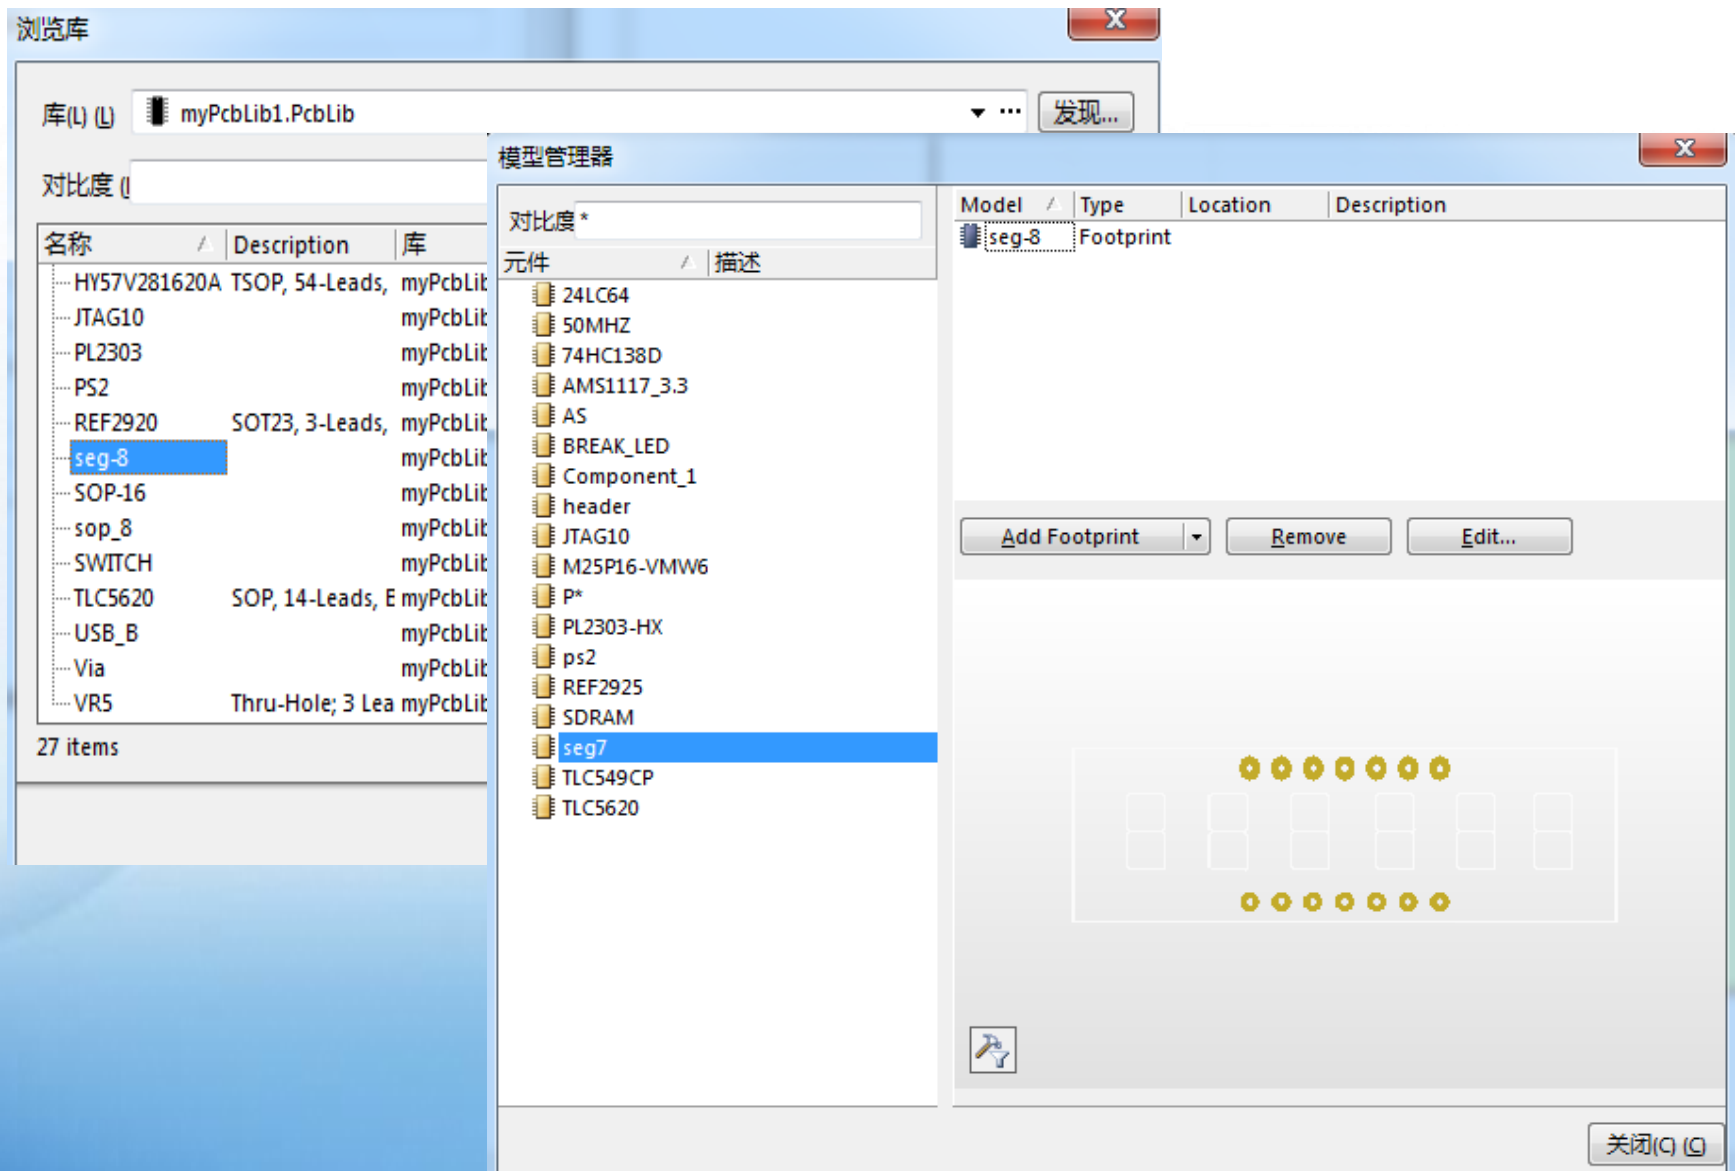 浏览库
库(L) (L) myPcbLib1.PcbLib ... 发现...
对比度
名称 Description 库
HY57V281620A TSOP, 54-Leads, myPcbLib
JTAG10 myPcbLib
PL2303 myPcbLib
PS2 myPcbLib
REF2920 SOT23, 3-Leads, myPcbLib
seg-8 myPcbLib
SOP-16 myPcbLib
sop_8 myPcbLib
SWITCH myPcbLib
TLC5620 SOP, 14-Leads, E myPcbLib
USB_B myPcbLib
Via myPcbLib
VR5 Thru-Hole; 3 Lea myPcbLib
27 items
模型管理器
对比度 *
元件 描述
24LC64
50MHZ
74HC138D
AMS1117_3.3
AS
BREAK_LED
Component_1
header
JTAG10
M25P16-VMW6
P*
PL2303-HX
ps2
REF2925
SDRAM
seg7
TLC549CP
TLC5620
Model Type Location Description
seg-8 Footprint
Add Footprint Remove Edit...
关闭(C) (C)